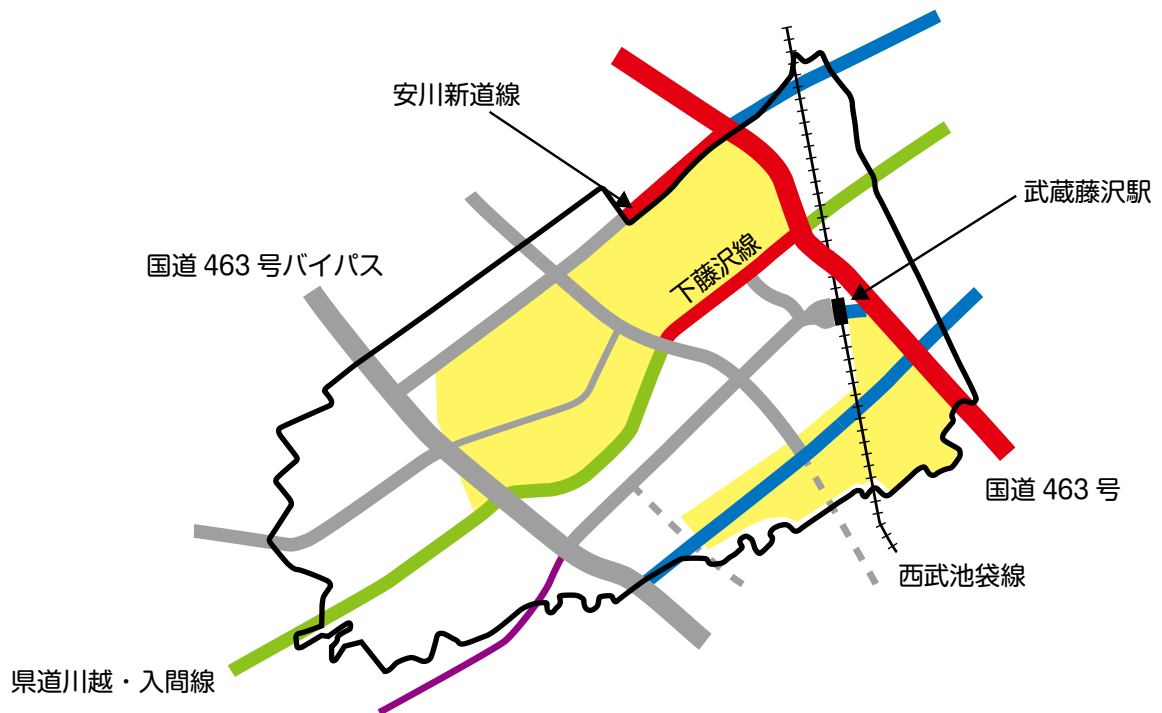 安川新道線
武蔵藤沢駅
国道 463 号バイパス
下藤沢線
国道 463 号
西武池袋線
県道川越・入間線